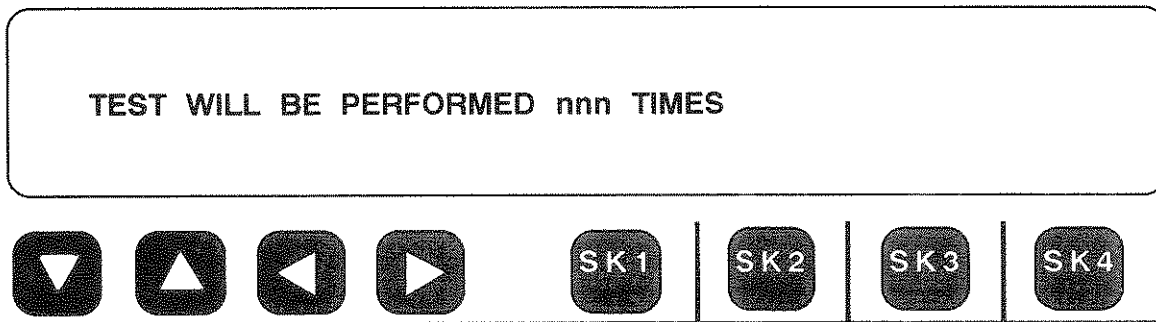 TEST WILL BE PERFORMED nnn TIMES
SK1 SK2 SK3 SK4